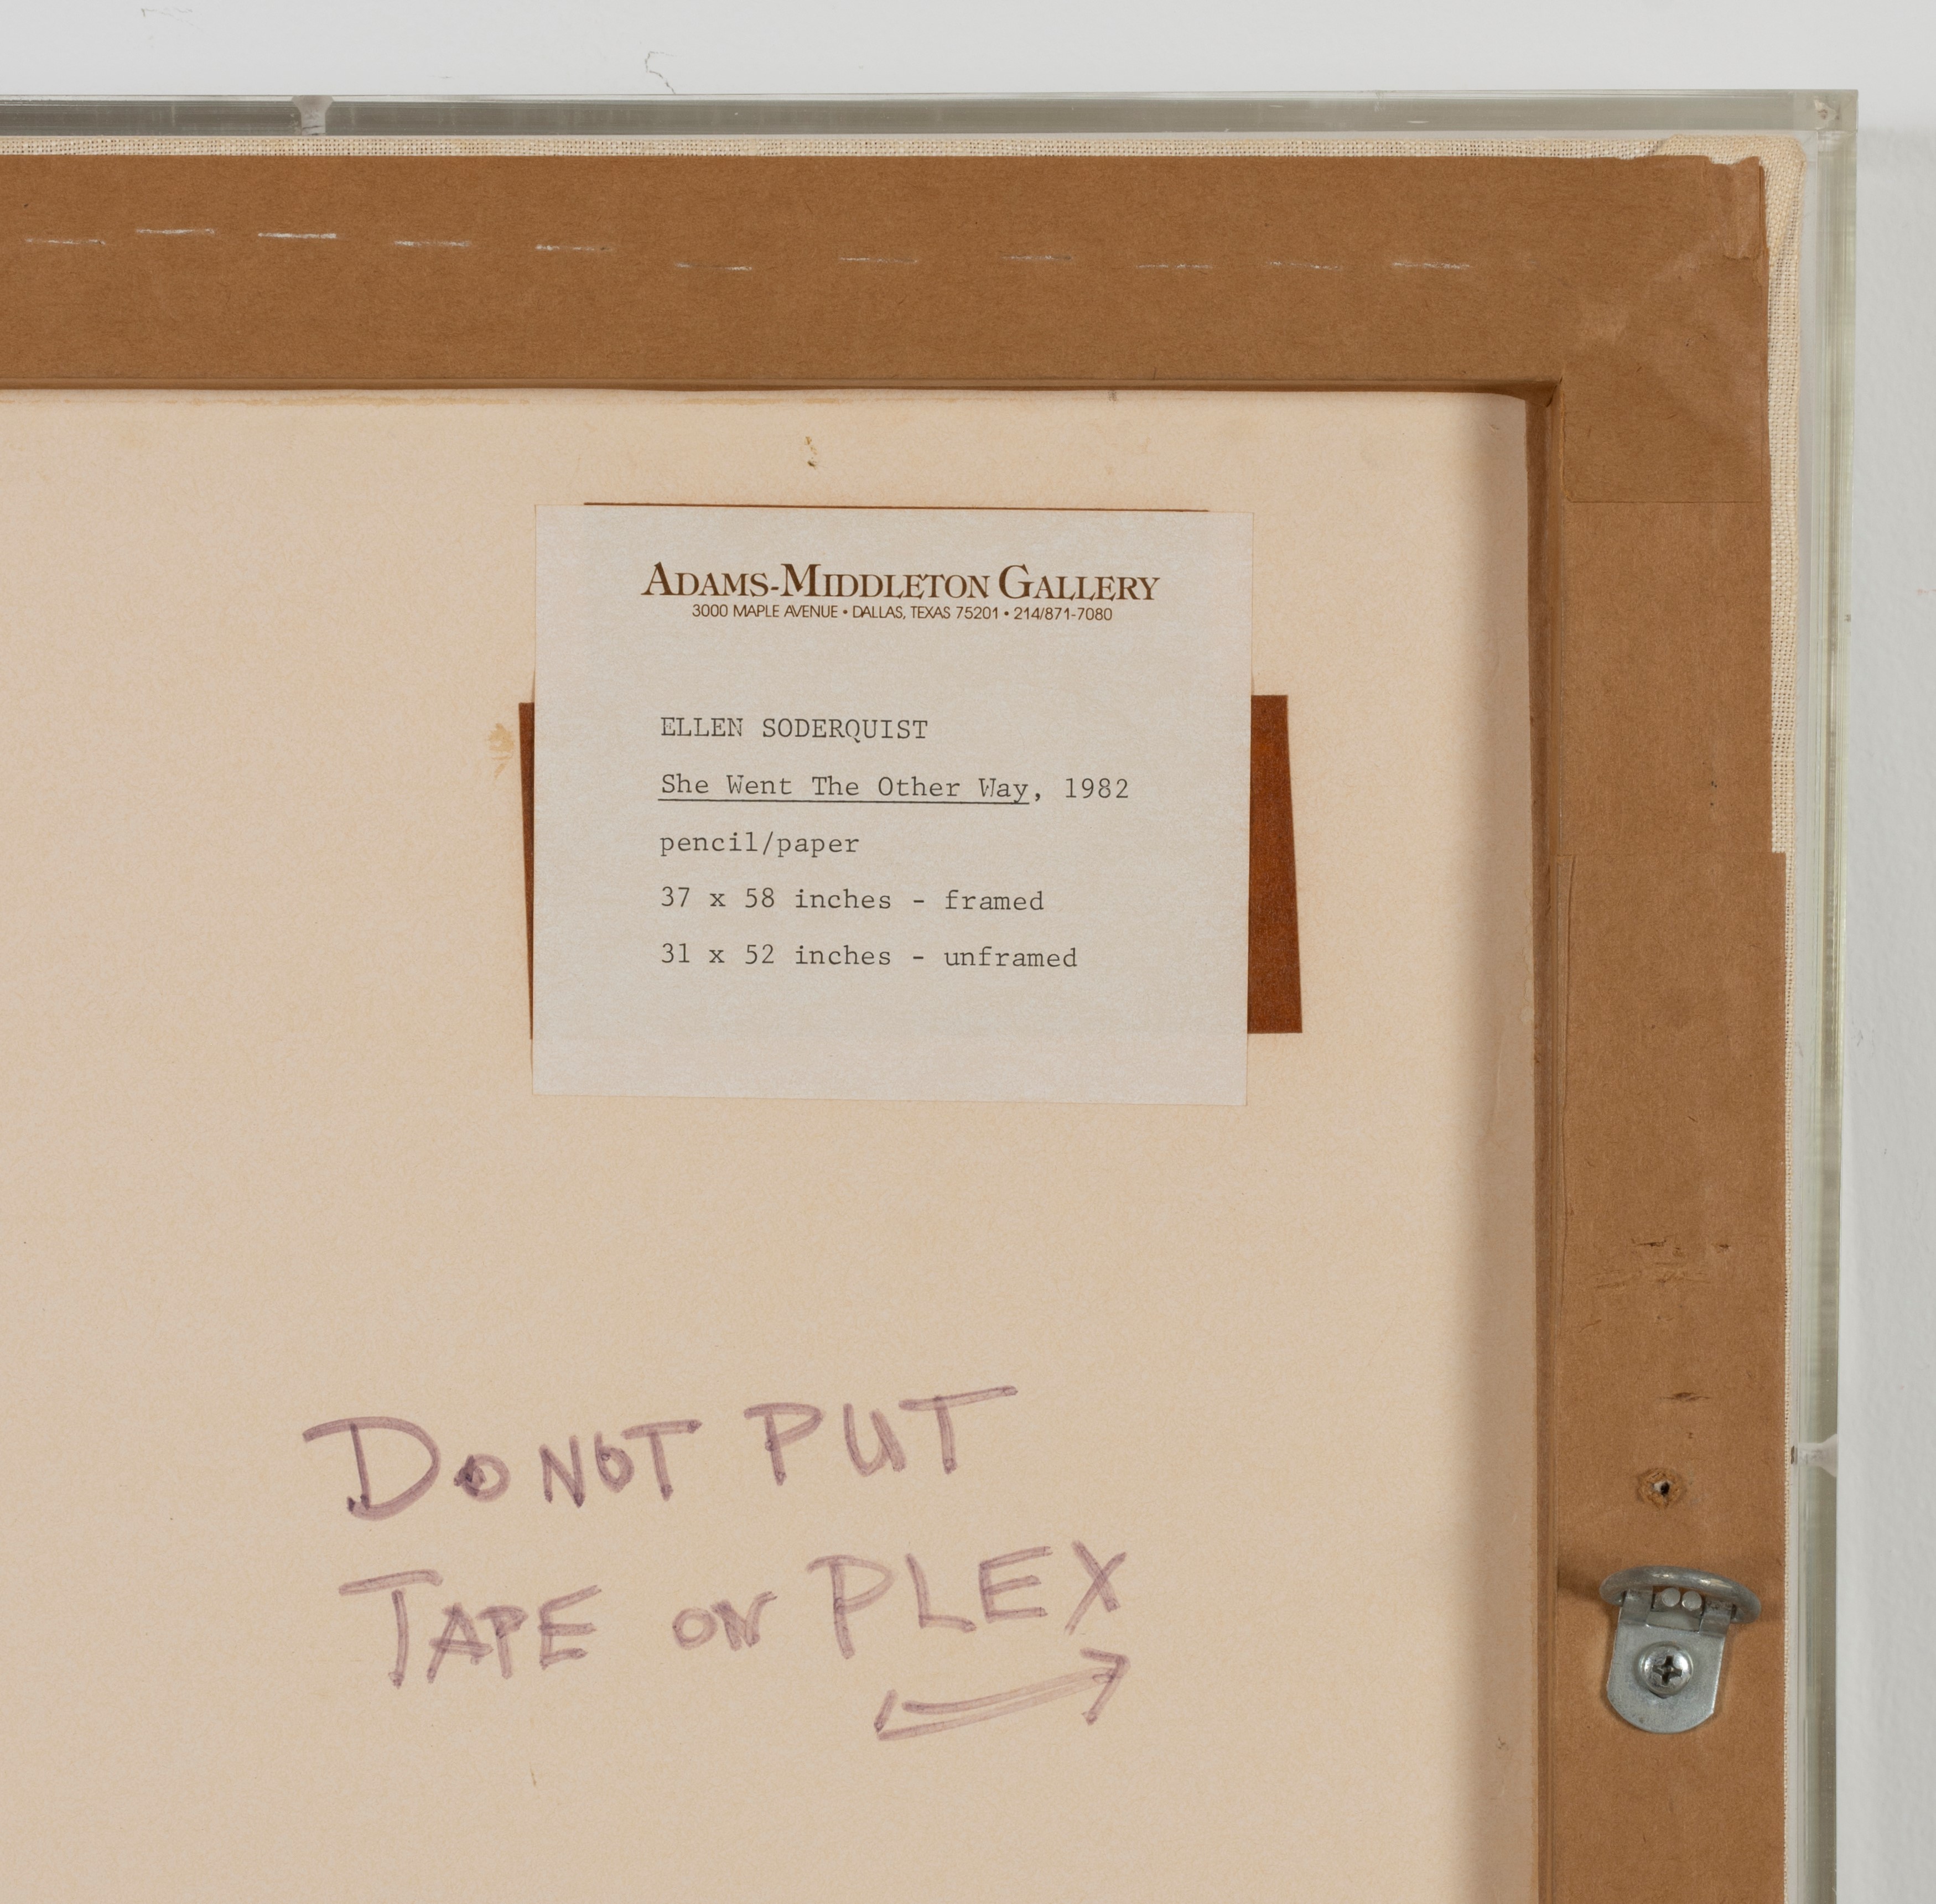 ADAMS-MIDDLETON GALLERY
3000 MAPLE AVENUE • DALLAS, TEXAS 75201 • 214/871-7080
ELLEN SODERQUIST
She Went The Other Way, 1982
pencil/paper
37 x 58 inches - framed
31 x 52 inches - unframed
DO NOT PUT
TAPE ON PLEX